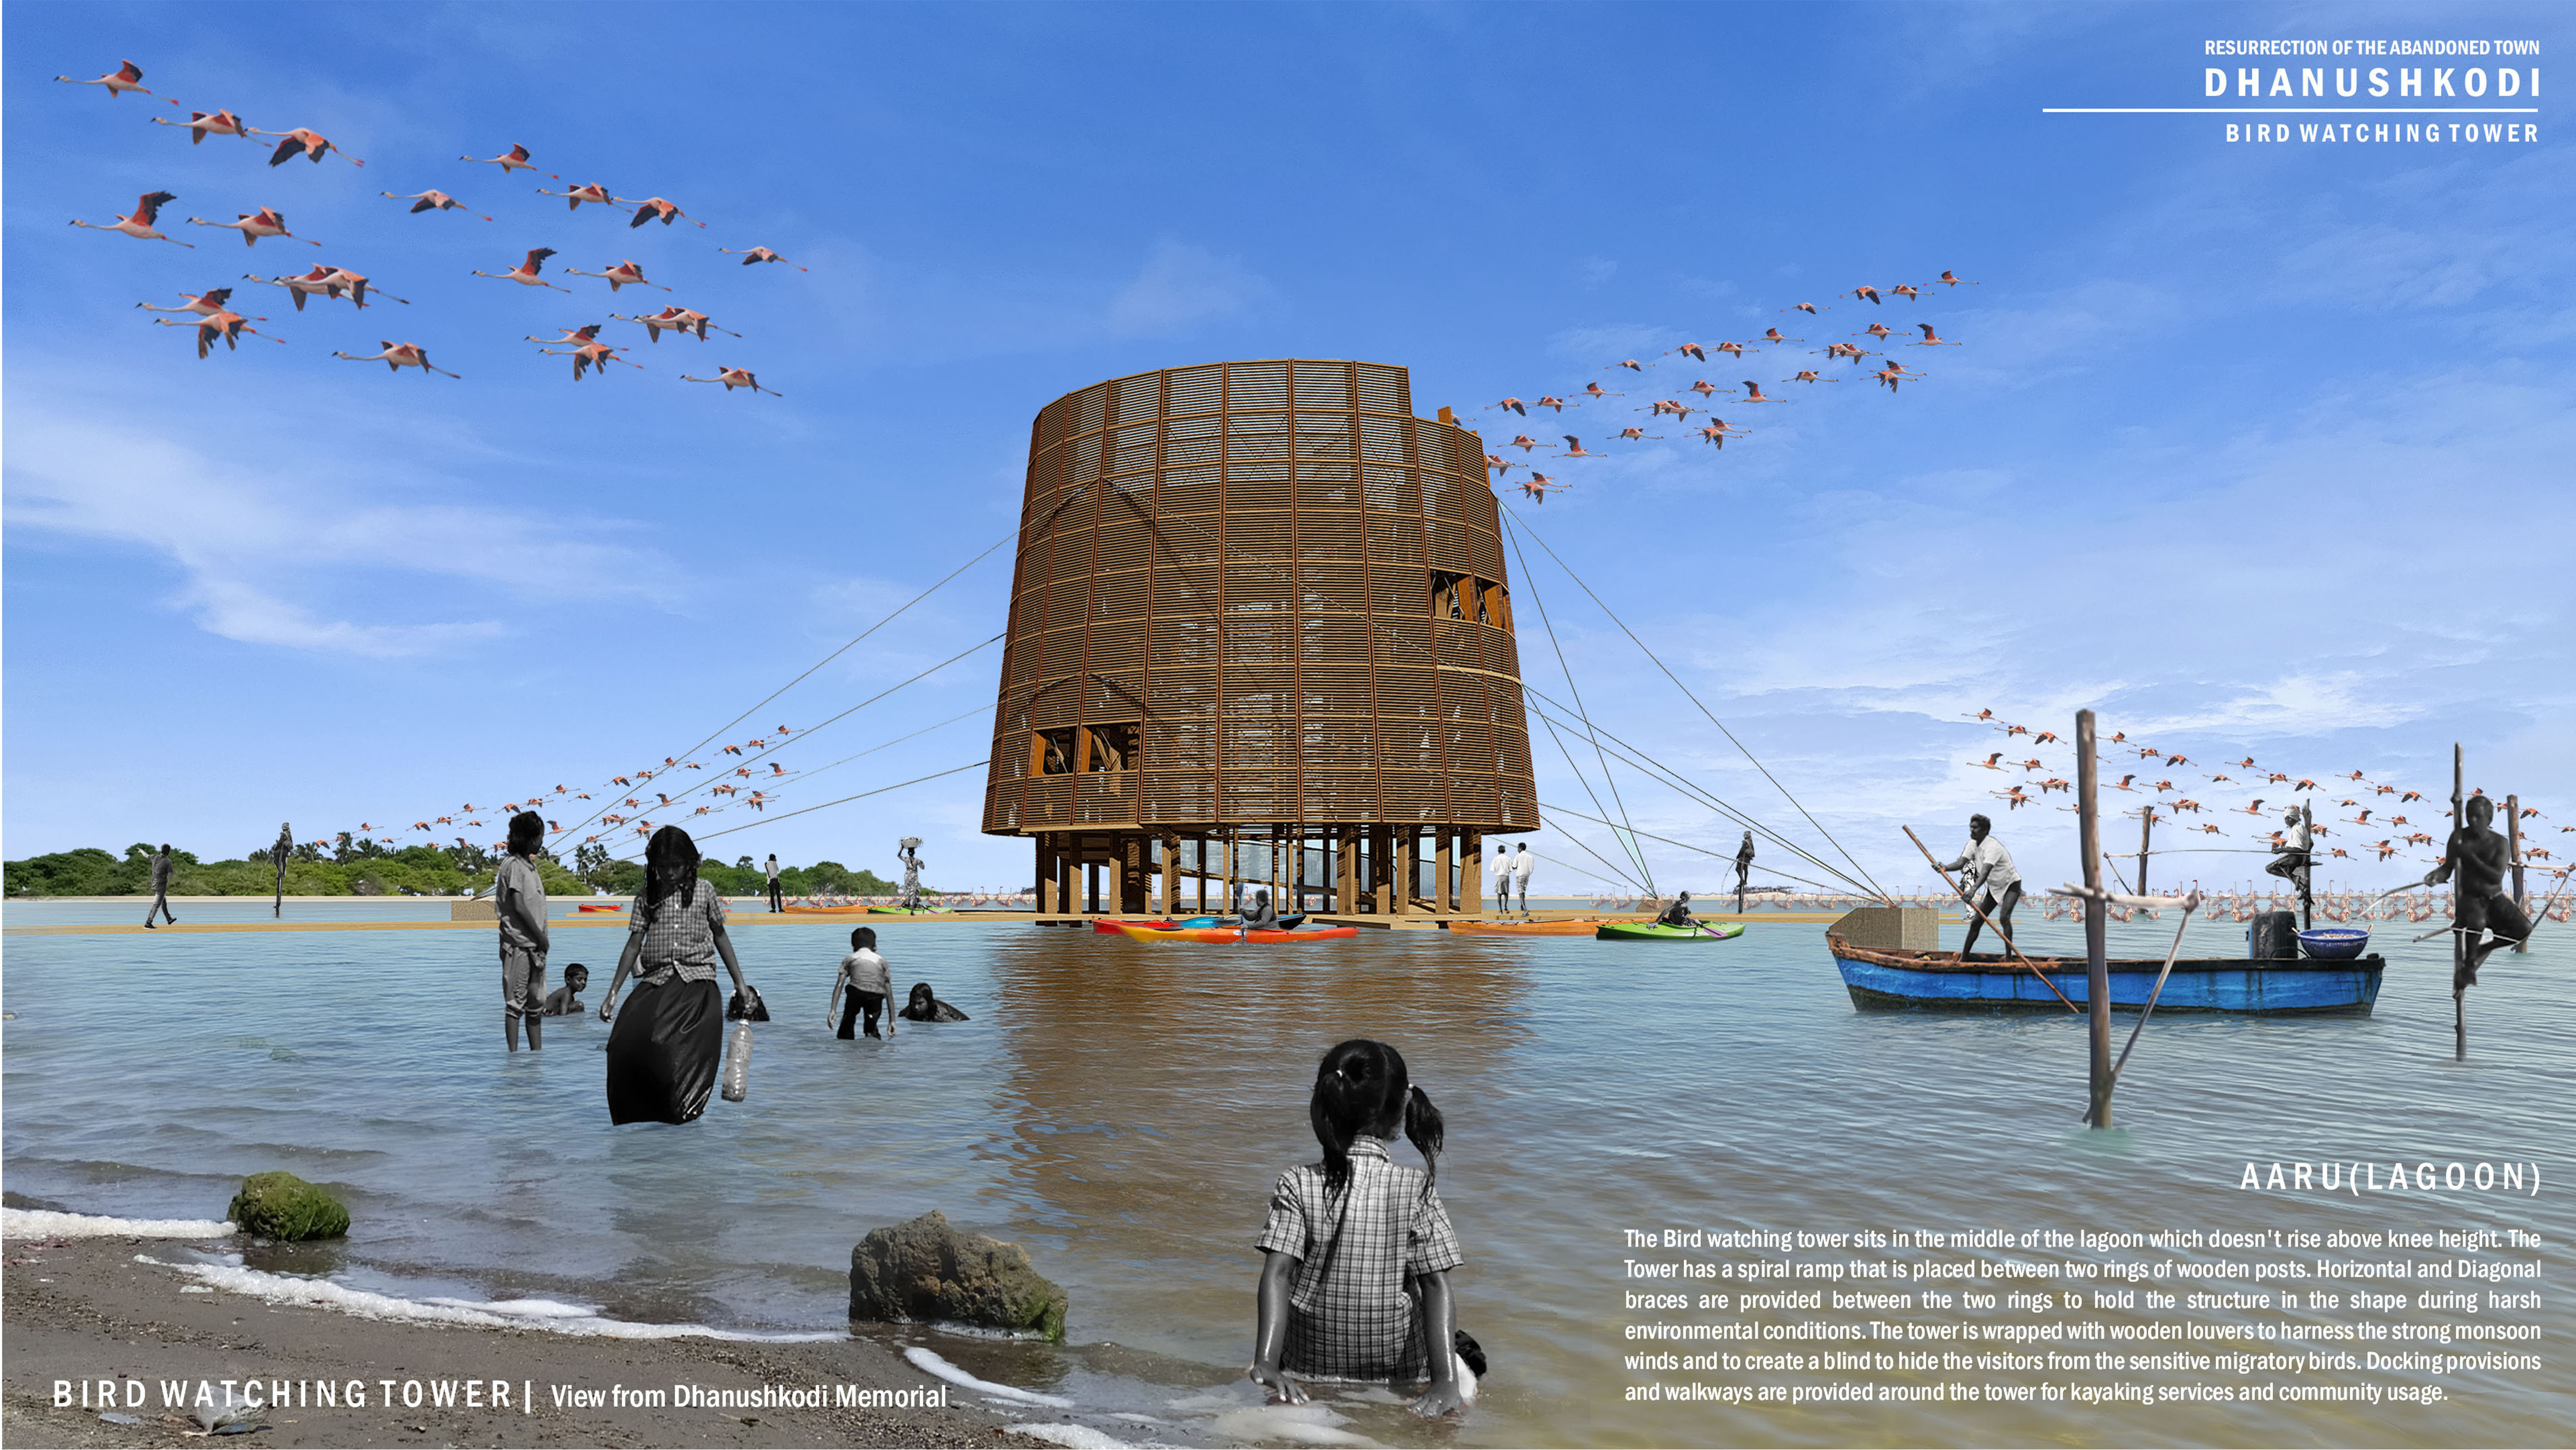 RESURRECTION OF THE ABANDONED TOWN
DHANUSHKODI
BIRD WATCHING TOWER
AARU(LAGOON)
The Bird watching tower sits in the middle of the lagoon which doesn't rise above knee height. The
Tower has a spiral ramp that is placed between two rings of wooden posts. Horizontal and Diagonal
braces are provided between the two rings to hold the structure in the shape during harsh
environmental conditions. The tower is wrapped with wooden louvers to harness the strong monsoon
winds and to create a blind to hide the visitors from the sensitive migratory birds. Docking provisions
and walkways are provided around the tower for kayaking services and community usage.
BIRD WATCHING TOWER | View from Dhanushkodi Memorial